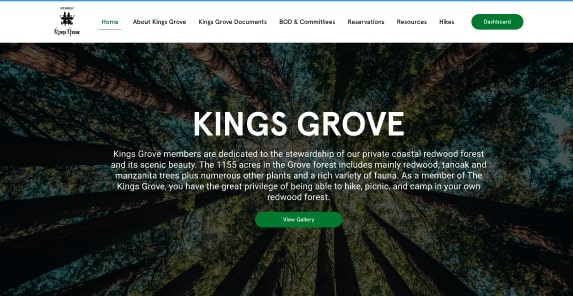 Kings Grove
Home About Kings Grove Kings Grove Documents BOD & Committees Reservations Resources Hikes Dashboard
KINGS GROVE
Kings Grove members are dedicated to the stewardship of our private coastal redwood forest
and its scenic beauty. The 1155 acres in the Grove forest includes mainly redwood, tanoak and
manzanita trees plus numerous other plants and a rich variety of fauna. As a member of The
Kings Grove, you have the great privilege of being able to hike, picnic, and camp in your own
redwood forest.
View Gallery